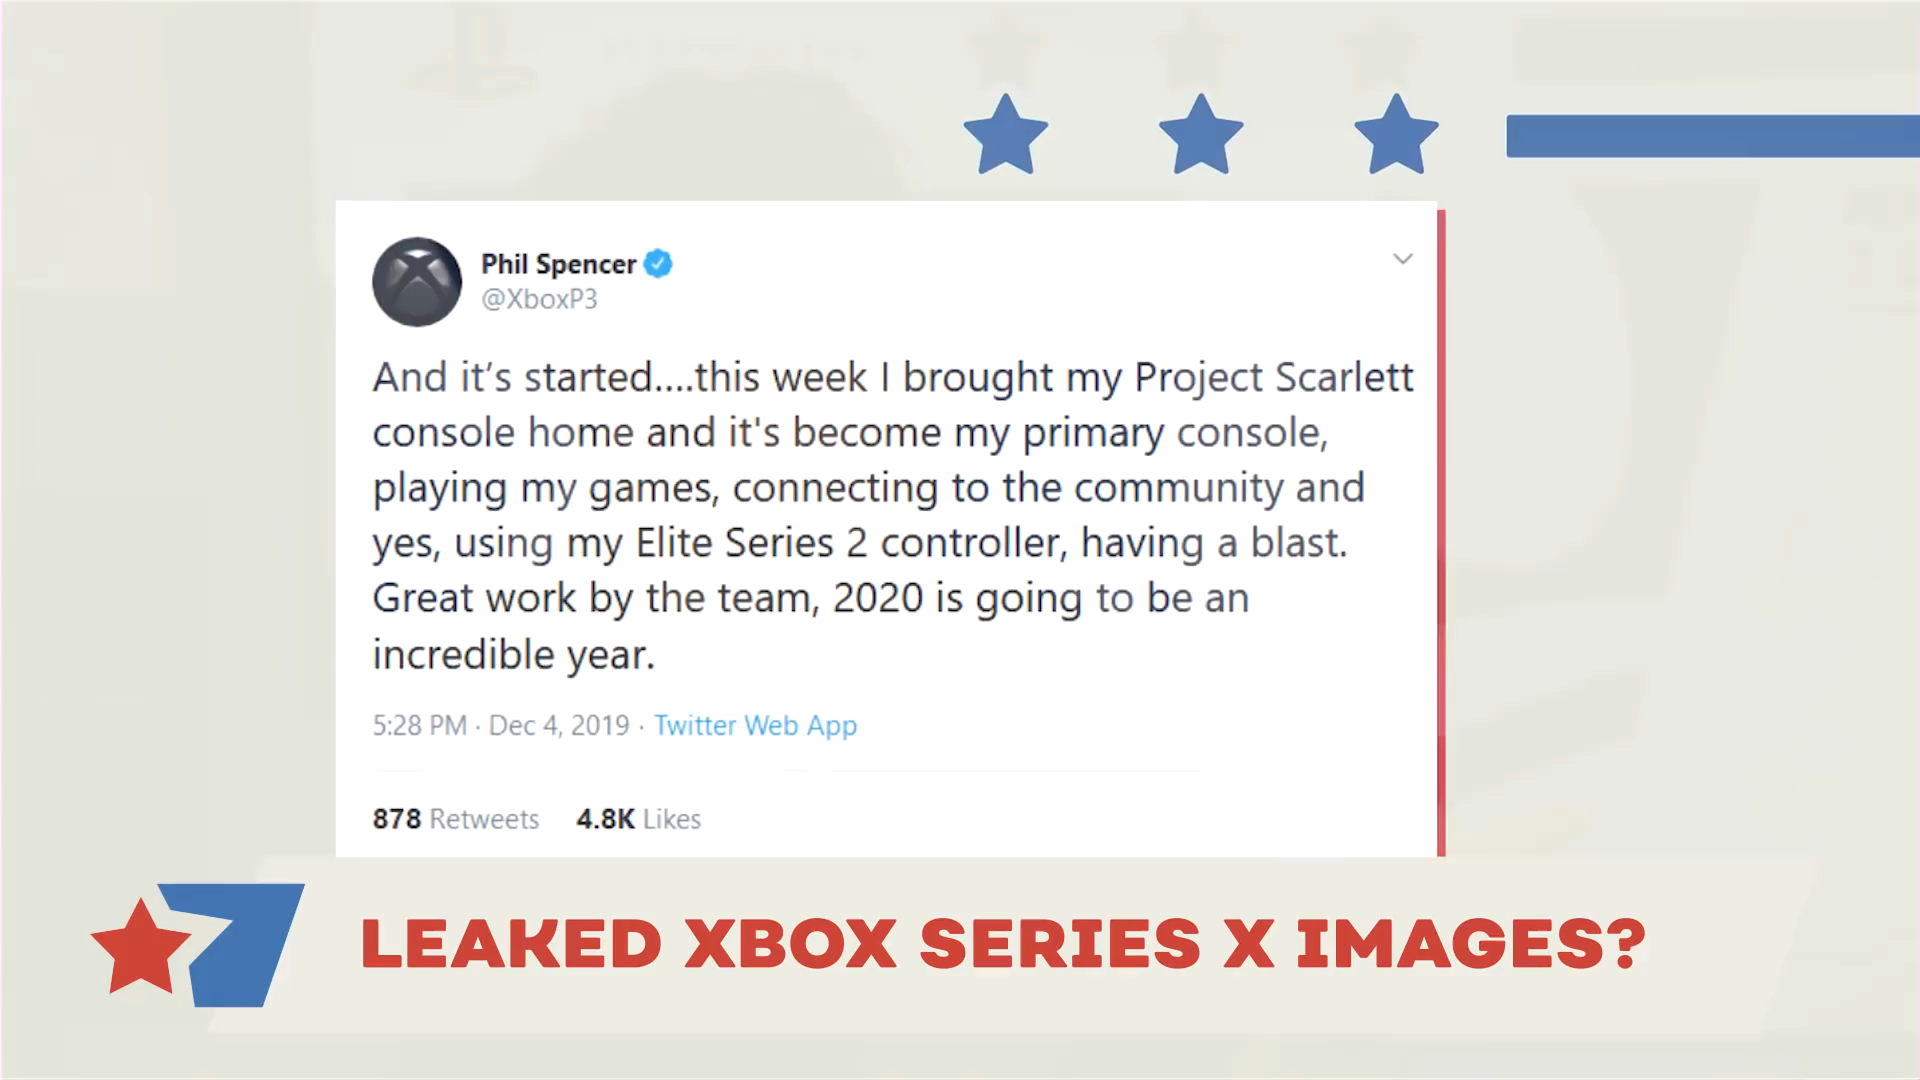 Phil Spencer
@XboxP3
And it’s started....this week I brought my Project Scarlett
console home and it's become my primary console,
playing my games, connecting to the community and
yes, using my Elite Series 2 controller, having a blast.
Great work by the team, 2020 is going to be an
incredible year.
5:28 PM · Dec 4, 2019 · Twitter Web App
878 Retweets 4.8K Likes
7 LEAKED XBOX SERIES X IMAGES?